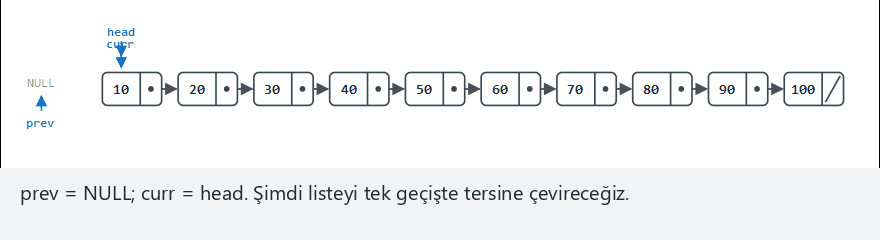 head
curr
NULL
10 20 30 40 50 60 70 80 90 100
prev
prev = NULL; curr = head. Şimdi listeyi tek geçişte tersine çevireceğiz.